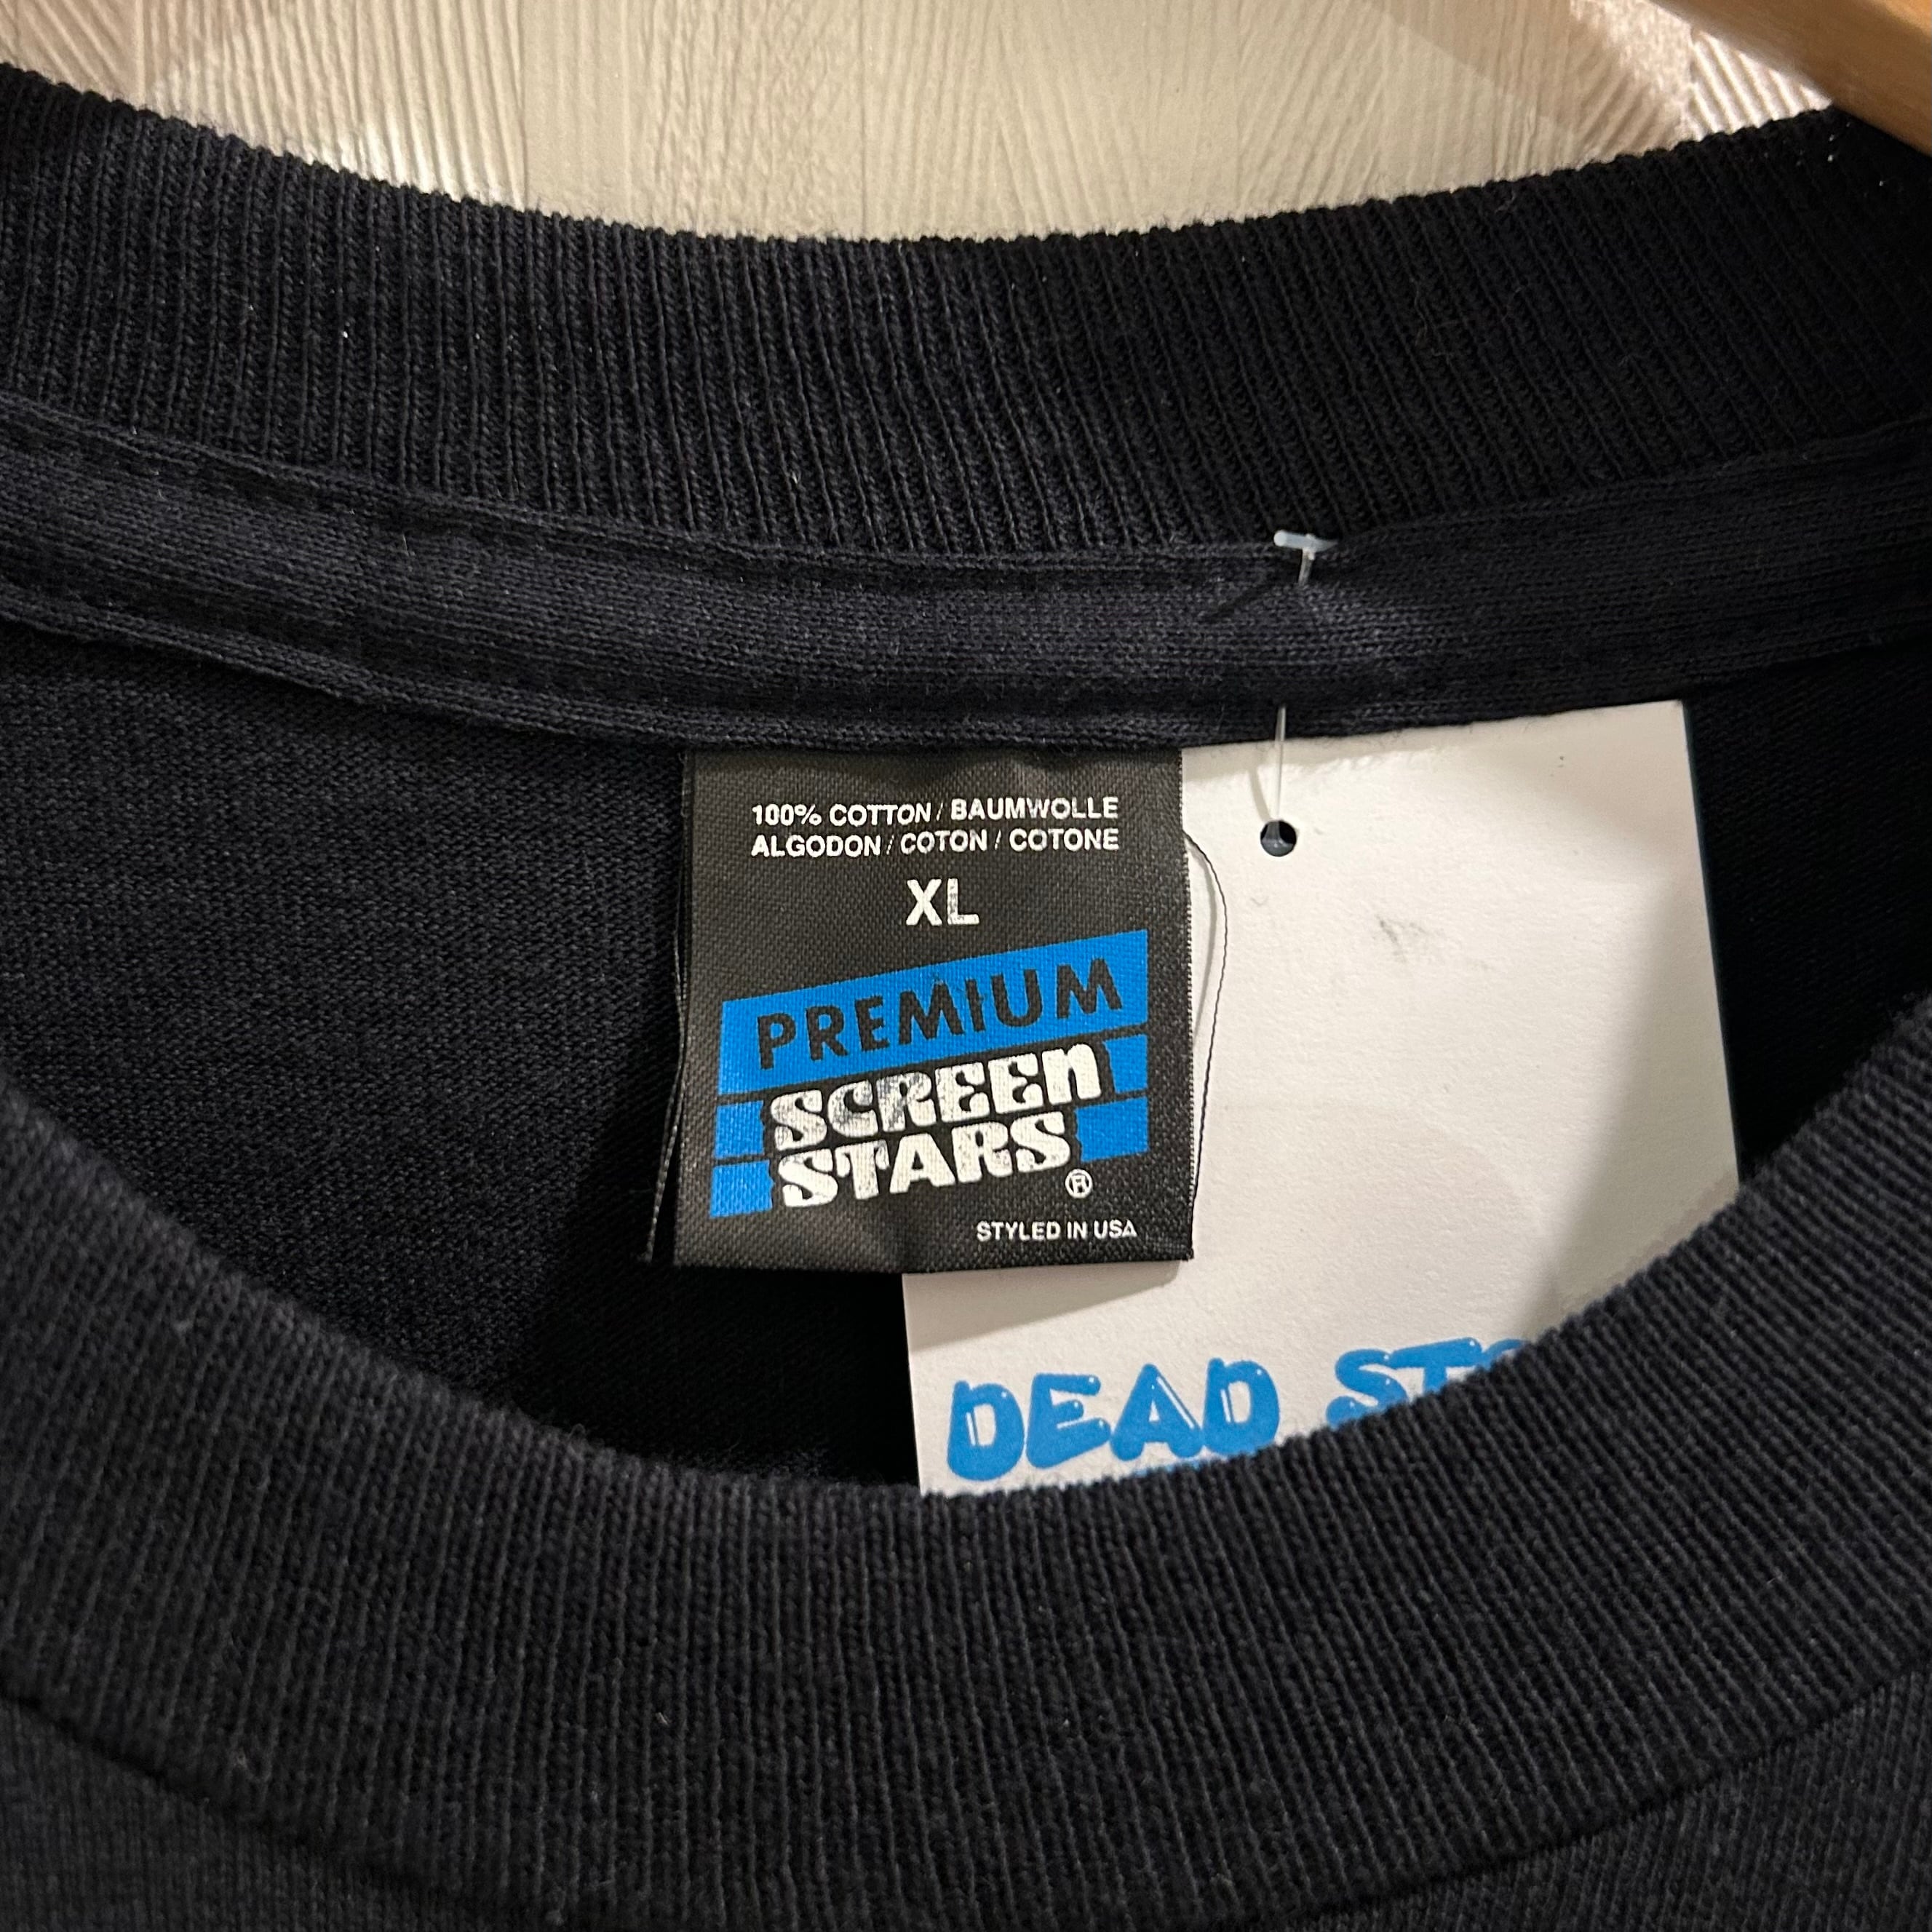 100% COTTON / BAUMWOLLE
ALGODON / COTON / COTONE
XL
PREMIUM
SCREEN
STARS
®
STYLED IN USA
DEAD